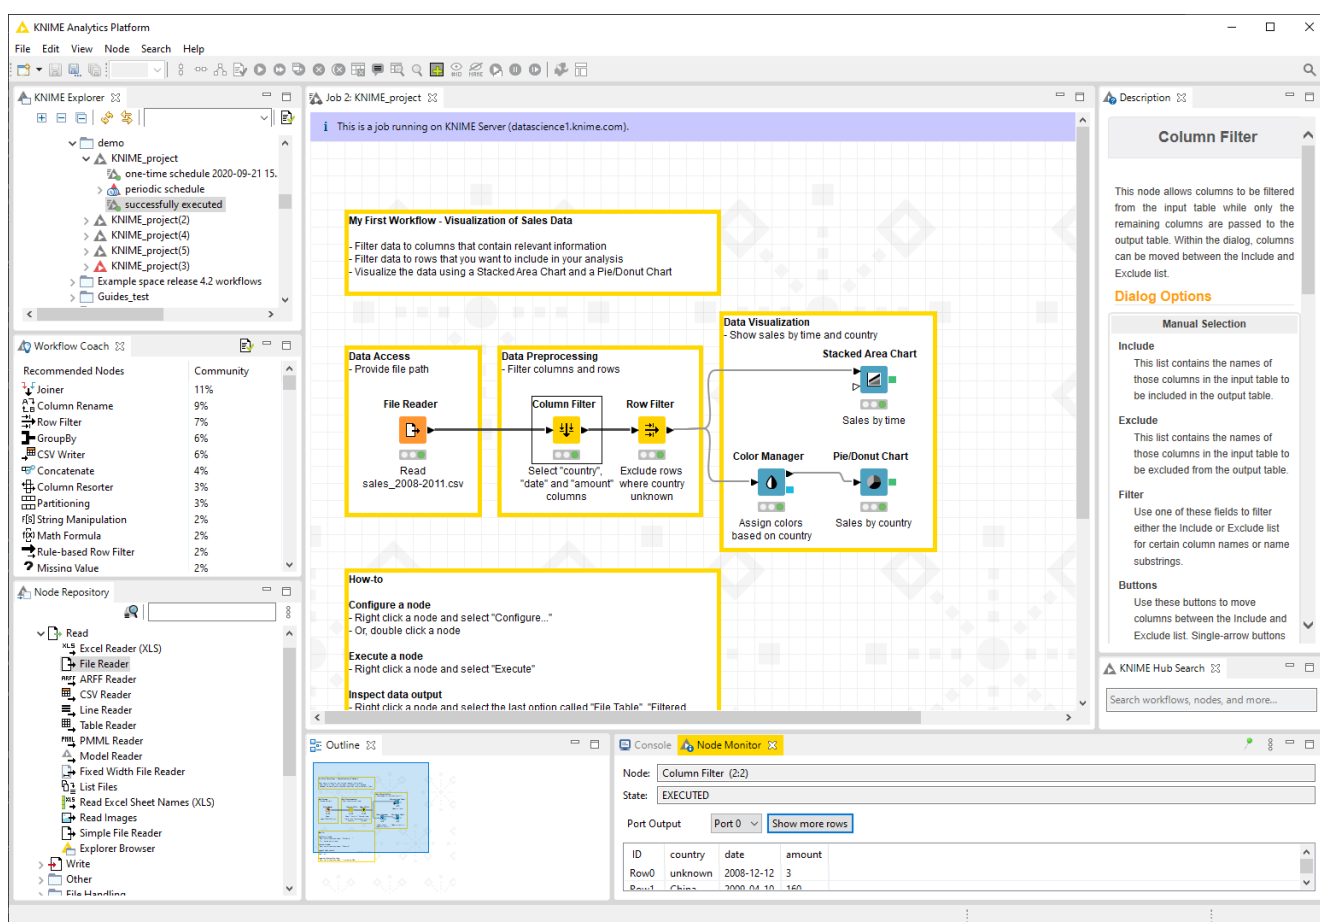 KNIME Analytics Platform
File Edit View Node Search Help
KNIME Explorer
demo
KNIME_project
one-time schedule 2020-09-21 15.
periodic schedule
successfully executed
KNIME_project(2)
KNIME_project(4)
KNIME_project(5)
KNIME_project(3)
Example space release 4.2 workflows
Guides_test
Workflow Coach
Recommended Nodes Community
Joiner 11%
Column Rename 9%
Row Filter 7%
GroupBy 6%
CSV Writer 6%
Concatenate 4%
Column Resorter 3%
Partitioning 3%
String Manipulation 2%
Math Formula 2%
Rule-based Row Filter 2%
Missing Value 2%
Node Repository
Read
Excel Reader (XLS)
File Reader
ARFF Reader
CSV Reader
Line Reader
Table Reader
PMML Reader
Model Reader
Fixed Width File Reader
List Files
Read Excel Sheet Names (XLS)
Read Images
Simple File Reader
Explorer Browser
Write
Other
File Handling
Job 2: KNIME_project
This is a job running on KNIME Server (datascience1.knime.com).
My First Workflow - Visualization of Sales Data
- Filter data to columns that contain relevant information
- Filter data to rows that you want to include in your analysis
- Visualize the data using a Stacked Area Chart and a Pie/Donut Chart
Data Access
- Provide file path
File Reader
Read
sales_2008-2011.csv
Data Preprocessing
- Filter columns and rows
Column Filter
Select "country",
"date" and "amount"
columns
Row Filter
Exclude rows
where country
unknown
Data Visualization
- Show sales by time and country
Stacked Area Chart
Sales by time
Color Manager
Assign colors
based on country
Pie/Donut Chart
Sales by country
How-to
Configure a node
- Right click a node and select "Configure..."
- Or, double click a node
Execute a node
- Right click a node and select "Execute"
Inspect data output
- Right click a node and select the last option called "File Table", "Filtered
Outline
Console
Node Monitor
Node: Column Filter (2:2)
State: EXECUTED
Port Output Port 0 Show more rows
ID country date amount
Row0 unknown 2008-12-12 3
Row1 China 2009-04-10 160
Description
Column Filter
This node allows columns to be filtered
from the input table while only the
remaining columns are passed to the
output table. Within the dialog, columns
can be moved between the Include and
Exclude list.
Dialog Options
Manual Selection
Include
This list contains the names of
those columns in the input table to
be included in the output table.
Exclude
This list contains the names of
those columns in the input table to
be excluded from the output table.
Filter
Use one of these fields to filter
either the Include or Exclude list
for certain column names or name
substrings.
Buttons
Use these buttons to move
columns between the Include and
Exclude list. Single-arrow buttons
KNIME Hub Search
Search workflows, nodes, and more...